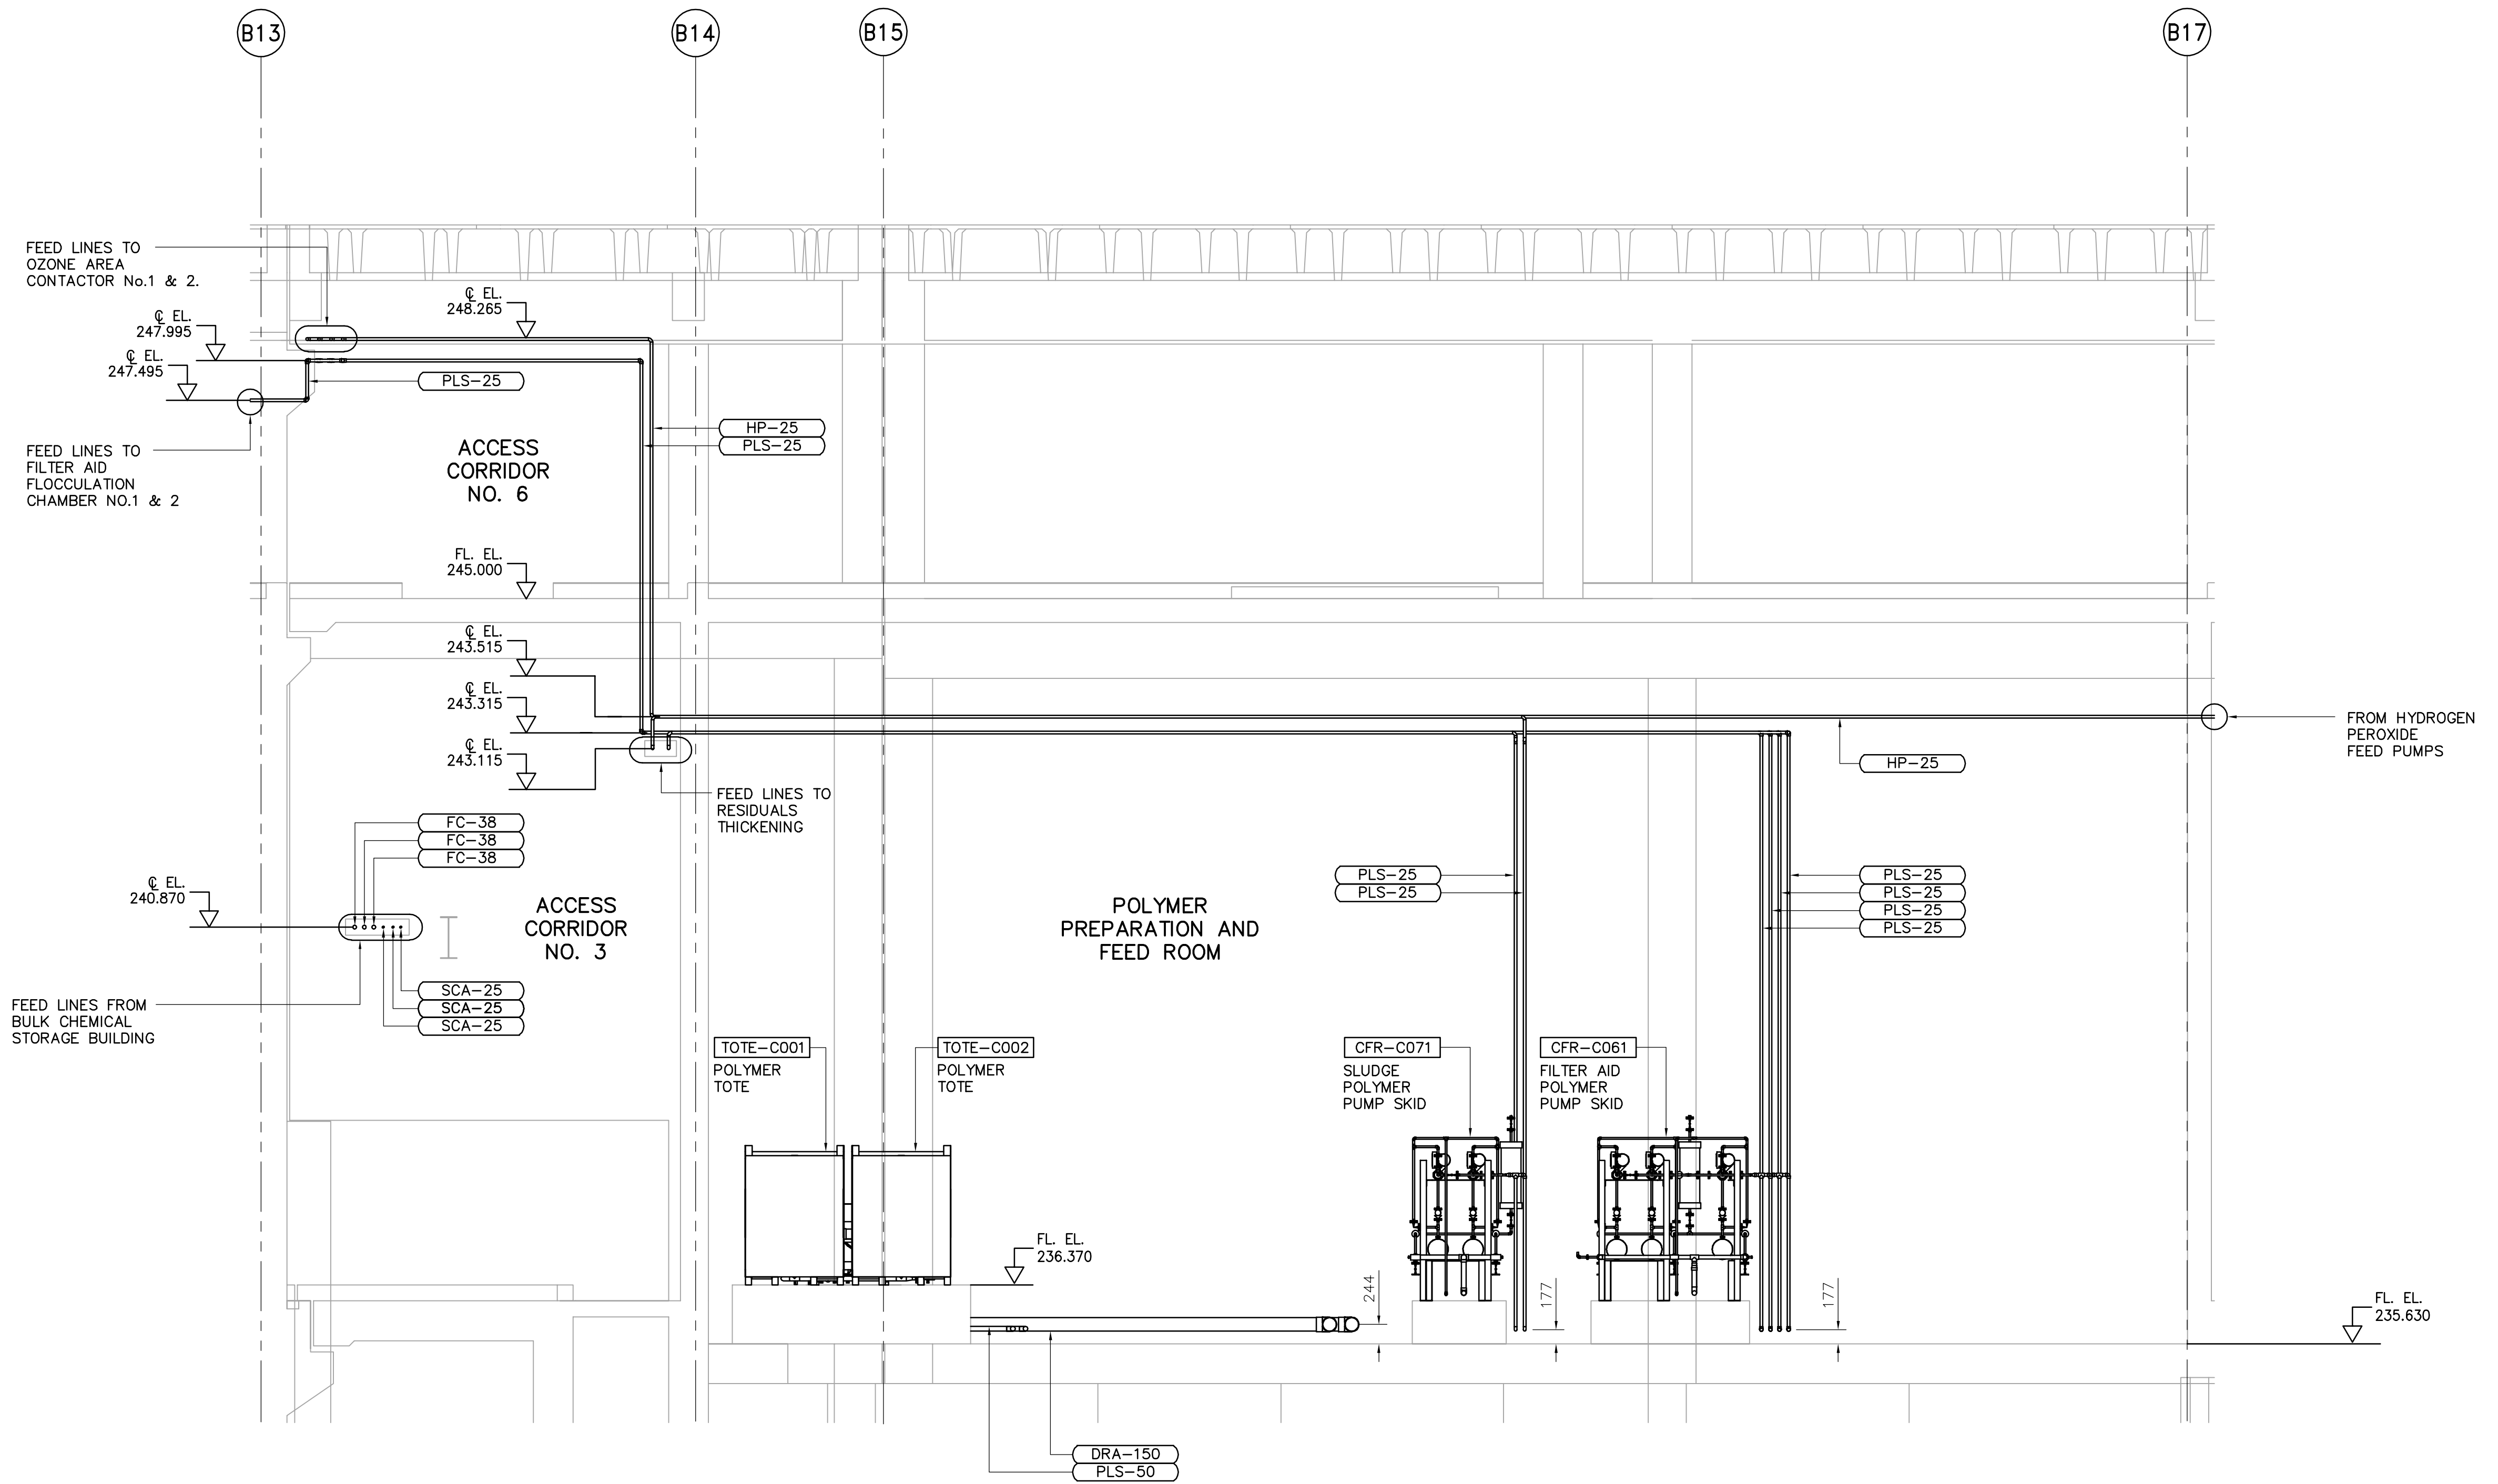 B13
B14
B15
B17
FEED LINES TO
OZONE AREA
CONTACTOR No.1 & 2.
℄ EL.
248.265
℄ EL.
247.995
℄ EL.
247.495
PLS-25
HP-25
PLS-25
FEED LINES TO
FILTER AID
FLOCCULATION
CHAMBER NO.1 & 2
ACCESS
CORRIDOR
NO. 6
FL. EL.
245.000
℄ EL.
243.515
℄ EL.
243.315
℄ EL.
243.115
FROM HYDROGEN
PEROXIDE
FEED PUMPS
HP-25
FEED LINES TO
RESIDUALS
THICKENING
FC-38
FC-38
FC-38
℄ EL.
240.870
ACCESS
CORRIDOR
NO. 3
POLYMER
PREPARATION AND
FEED ROOM
PLS-25
PLS-25
PLS-25
PLS-25
PLS-25
PLS-25
SCA-25
SCA-25
SCA-25
FEED LINES FROM
BULK CHEMICAL
STORAGE BUILDING
TOTE-C001
POLYMER
TOTE
TOTE-C002
POLYMER
TOTE
CFR-C071
SLUDGE
POLYMER
PUMP SKID
CFR-C061
FILTER AID
POLYMER
PUMP SKID
FL. EL.
236.370
244
177
177
FL. EL.
235.630
DRA-150
PLS-50